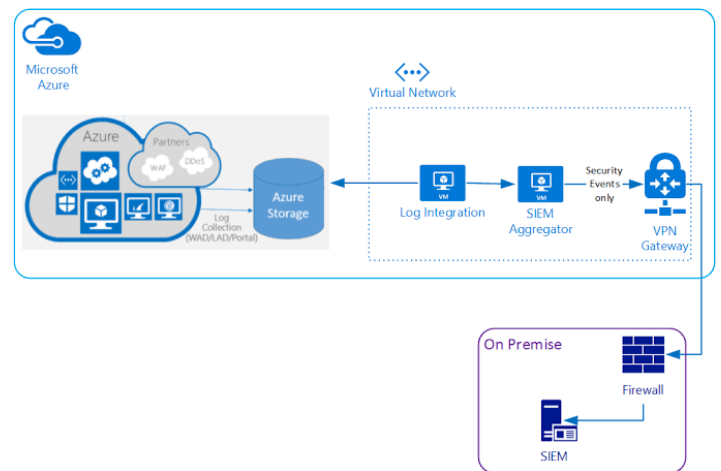 Microsoft
Azure
Virtual Network
Azure
Partners
WAF
DDoS
Log
Collection
(WAD/LAD/Portal)
Azure
Storage
VM
Log Integration
VM
SIEM
Aggregator
Security
Events
only
VPN
Gateway
On Premise
Firewall
SIEM